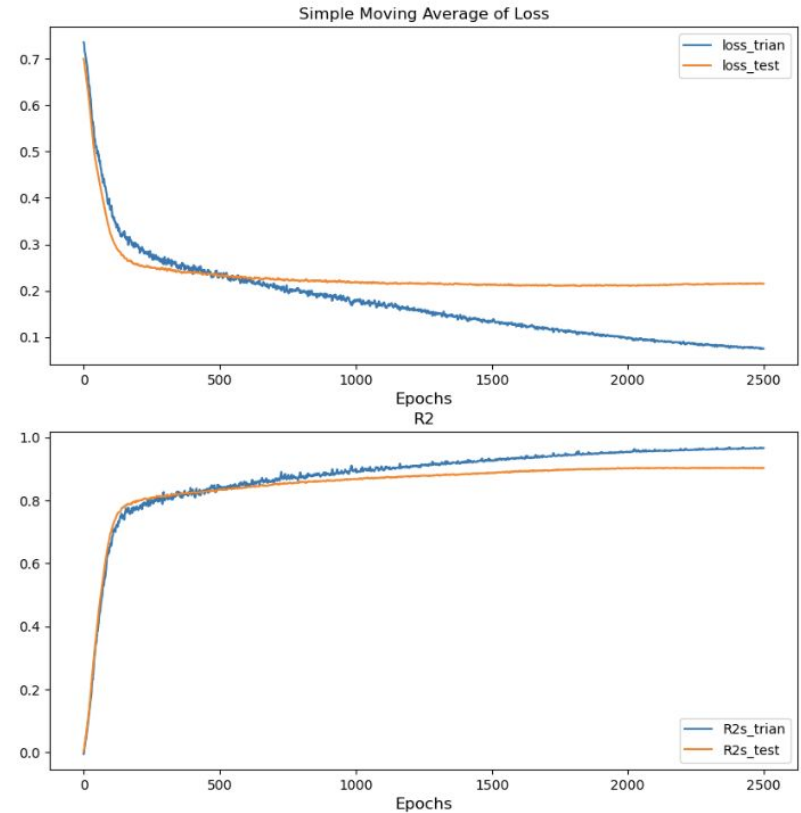 Simple Moving Average of Loss
loss_trian
loss_test
0.7
0.6
0.5
0.4
0.3
0.2
0.1
0 500 1000 1500 2000 2500
Epochs
R2
1.0
0.8
0.6
0.4
0.2
0.0
R2s_trian
R2s_test
0 500 1000 1500 2000 2500
Epochs